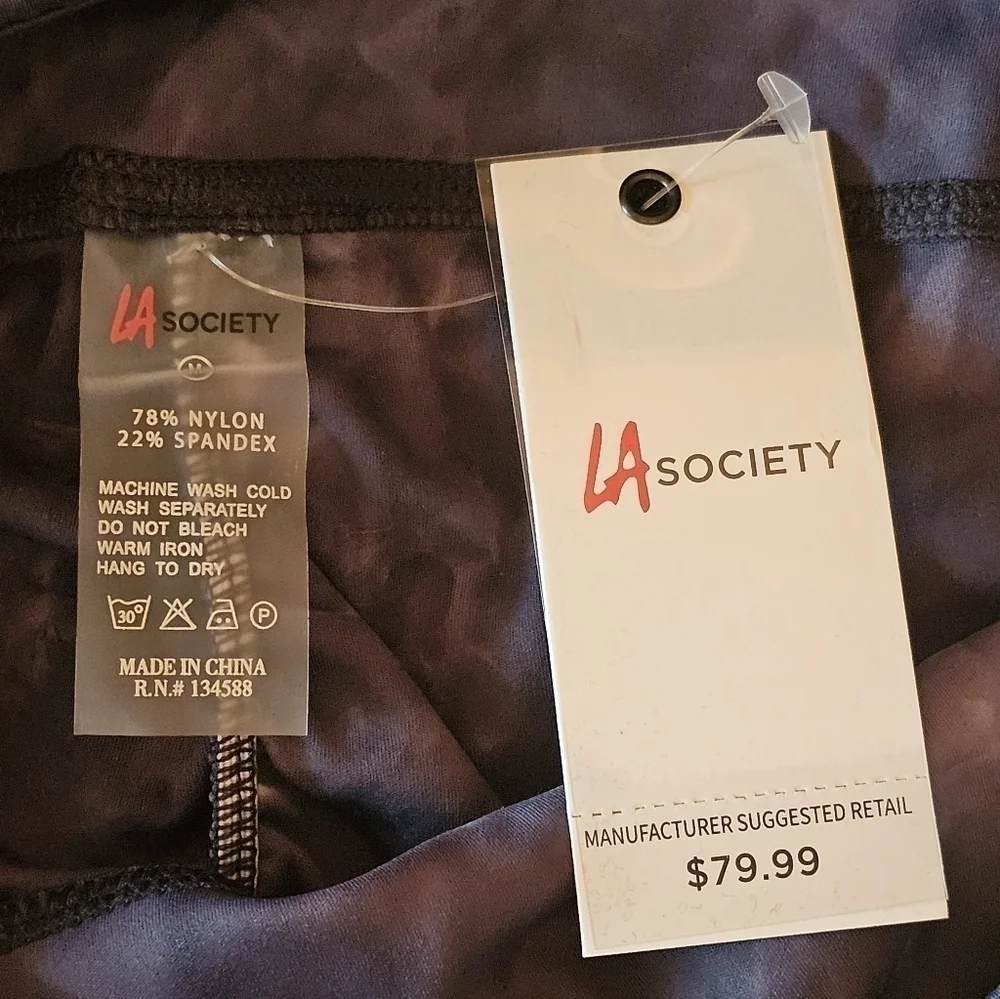 LA SOCIETY
M
78% NYLON
22% SPANDEX
MACHINE WASH COLD
WASH SEPARATELY
DO NOT BLEACH
WARM IRON
HANG TO DRY
30° P
MADE IN CHINA
R.N.# 134588
LA SOCIETY
MANUFACTURER SUGGESTED RETAIL
$79.99